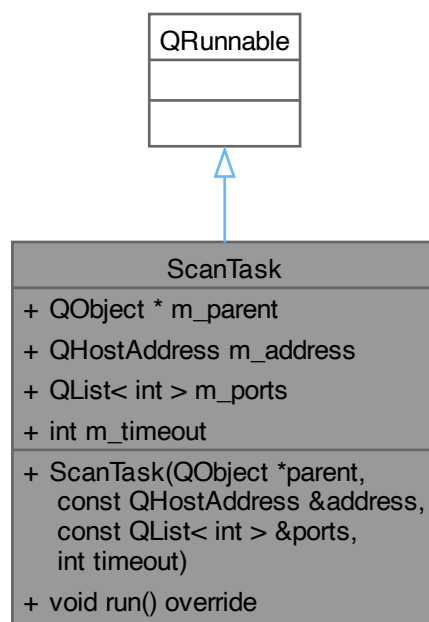 QRunnable
ScanTask
+ QObject * m_parent
+ QHostAddress m_address
+ QList< int > m_ports
+ int m_timeout
+ ScanTask(QObject *parent,
const QHostAddress &address,
const QList< int > &ports,
int timeout)
+ void run() override